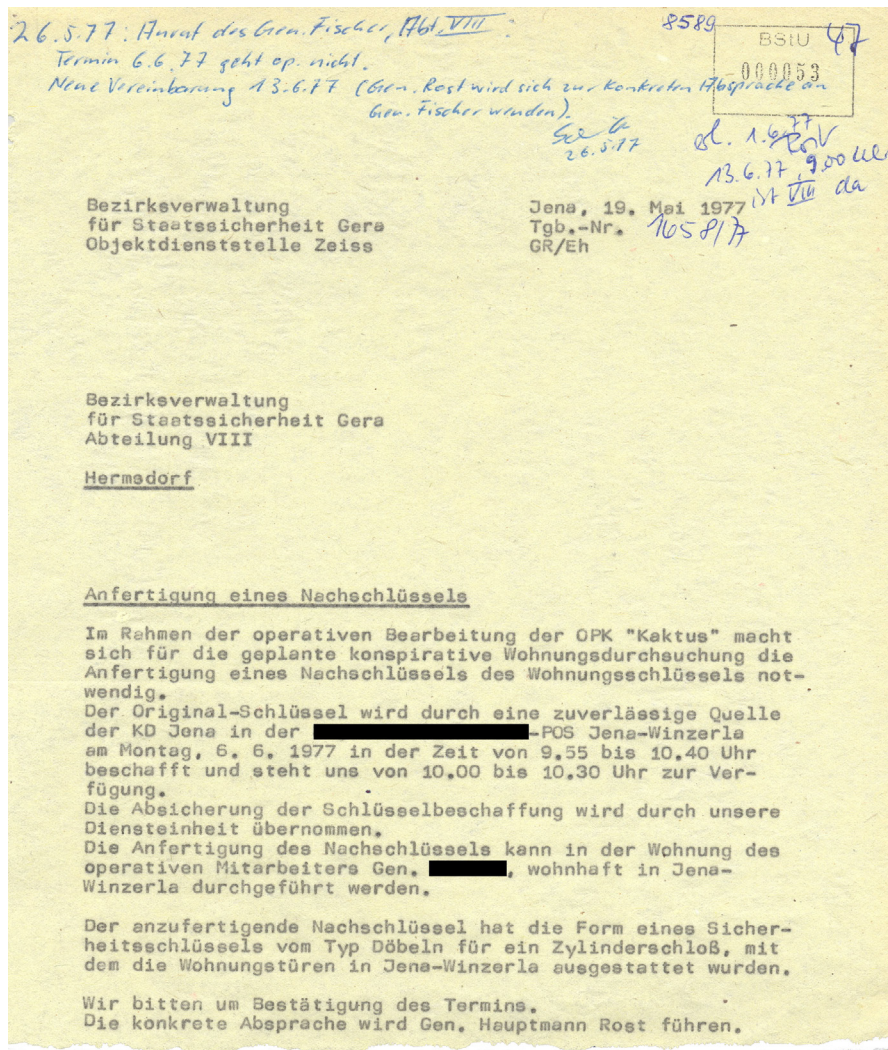 26.5.77: Anruf des Gen. Fischer, Abt. VIII.
Termin 6.6.77 geht op. nicht.
Neue Vereinbarung 13.6.77 (Gen. Rost wird sich zur konkreten Absprache an
Gen. Fischer wenden).
26.5.77
8589
BStU
000053
47
1.6.77
13.6.77, 9.00
ist VIII da
Bezirksverwaltung
für Staatssicherheit Gera
Objektdienststelle Zeiss
Jena, 19. Mai 1977
Tgb.-Nr. 1658/77
GR/Eh
Bezirksverwaltung
für Staatssicherheit Gera
Abteilung VIII
Hermsdorf
Anfertigung eines Nachschlüssels
Im Rahmen der operativen Bearbeitung der OPK "Kaktus" macht
sich für die geplante konspirative Wohnungsdurchsuchung die
Anfertigung eines Nachschlüssels des Wohnungsschlüssels not-
wendig.
Der Original-Schlüssel wird durch eine zuverlässige Quelle
der KD Jena in der -POS Jena-Winzerla
am Montag, 6. 6. 1977 in der Zeit von 9.55 bis 10.40 Uhr
beschafft und steht uns von 10.00 bis 10.30 Uhr zur Ver-
fügung.
Die Absicherung der Schlüsselbeschaffung wird durch unsere
Diensteinheit übernommen.
Die Anfertigung des Nachschlüssels kann in der Wohnung des
operativen Mitarbeiters Gen. , wohnhaft in Jena-
Winzerla durchgeführt werden.
Der anzufertigende Nachschlüssel hat die Form eines Sicher-
heitsschlüssels vom Typ Döbeln für ein Zylinderschloß, mit
dem die Wohnungstüren in Jena-Winzerla ausgestattet wurden.
Wir bitten um Bestätigung des Termins.
Die konkrete Absprache wird Gen. Hauptmann Rost führen.